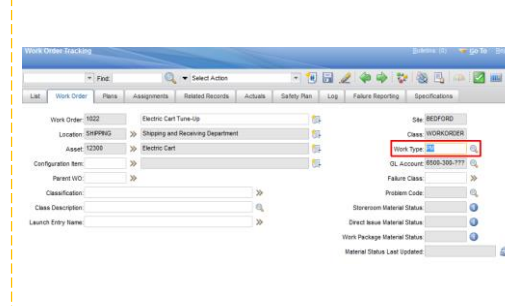 Work Order Tracking Bulletins: (0) Go To
Find: Select Action
List Work Order Plans Assignments Related Records Actuals Safety Plan Log Failure Reporting Specifications
Work Order: 1022 Electric Cart Tune-Up Site: BEDFORD
Location: SHIPPING Shipping and Receiving Department Class: WORKORDER
Asset: 12300 Electric Cart Work Type: PM
Configuration Item: GL Account: 6500-300-???
Parent WO: Failure Class:
Classification: Problem Code:
Class Description: Storeroom Material Status:
Launch Entry Name: Direct Issue Material Status:
Work Package Material Status:
Material Status Last Updated: